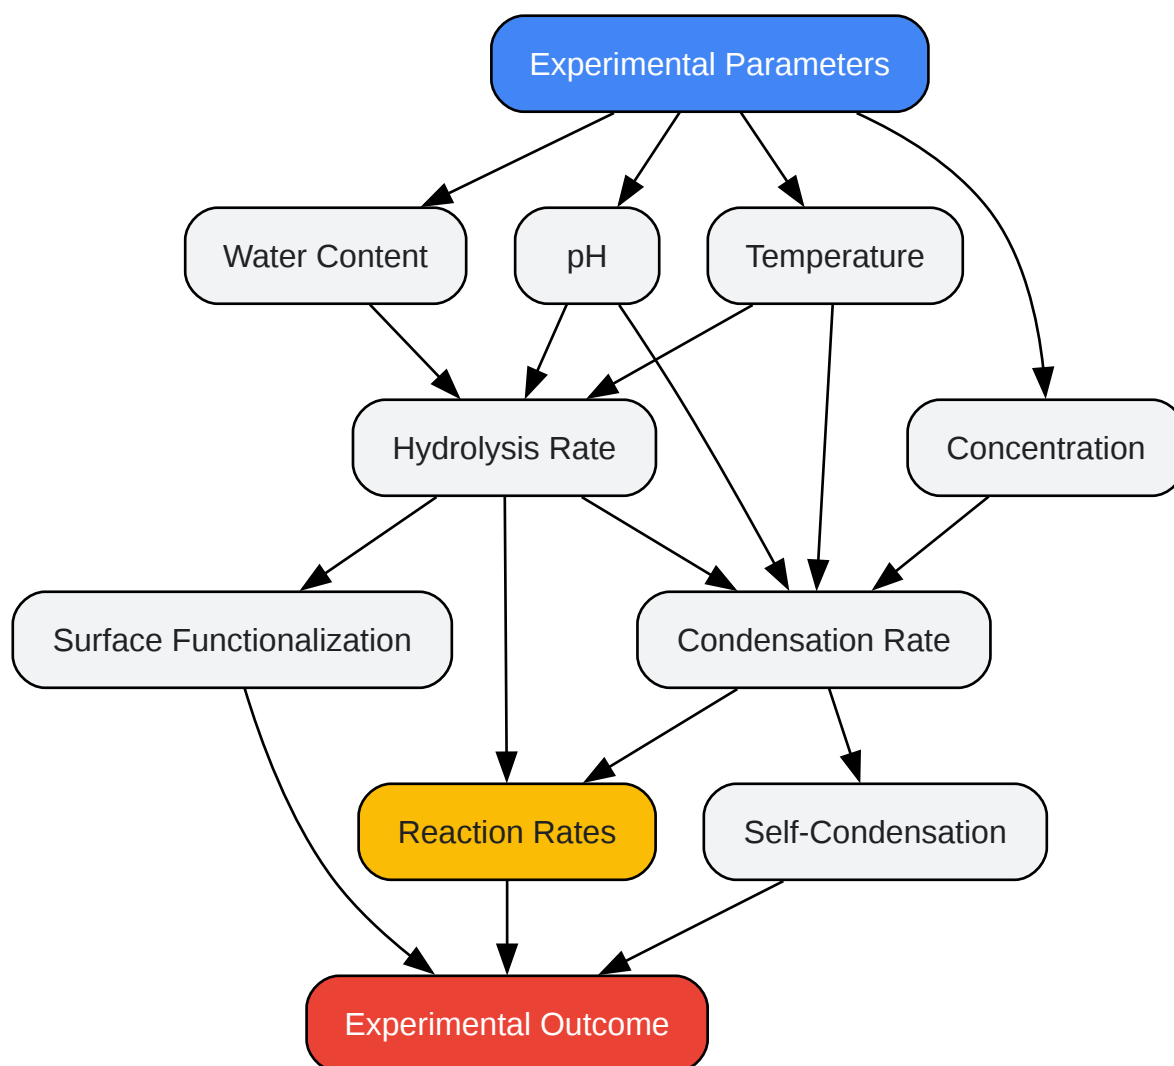 Experimental Parameters
Water Content
pH
Temperature
Hydrolysis Rate
Concentration
Surface Functionalization
Condensation Rate
Reaction Rates
Self-Condensation
Experimental Outcome